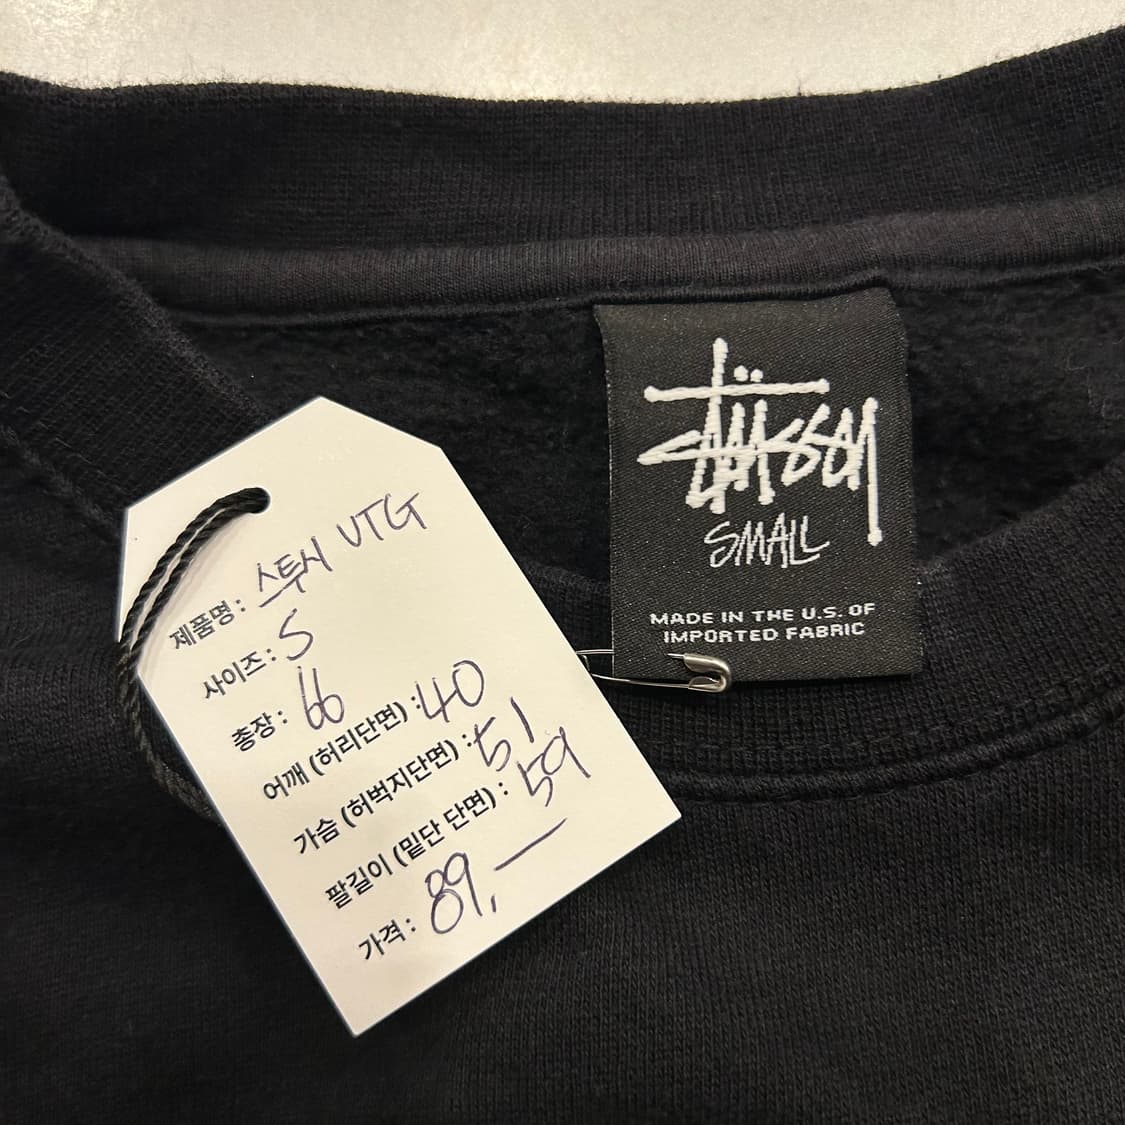 제품명 : 스투시 VTG
사이즈 : S
총장 : 66
어깨 (허리단면) : 40
가슴 (허벅지단면) : 51
팔길이 (밑단 단면) : 59
가격 : 89,—
stüssy
SMALL
MADE IN THE U.S. OF
IMPORTED FABRIC